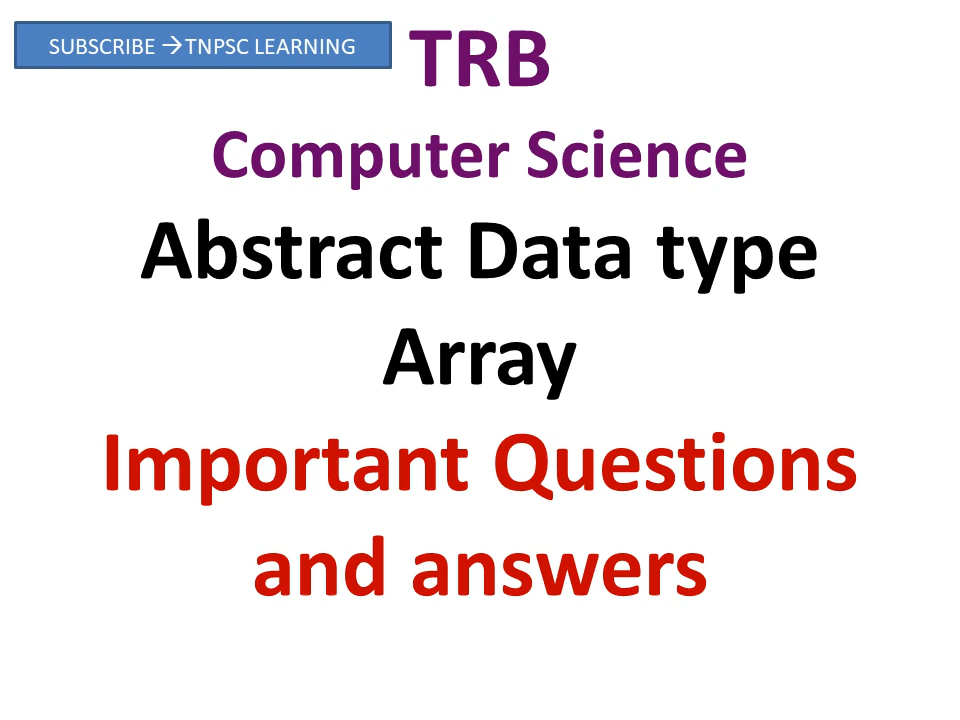 SUBSCRIBE →TNPSC LEARNING
TRB
Computer Science
Abstract Data type
Array
Important Questions
and answers